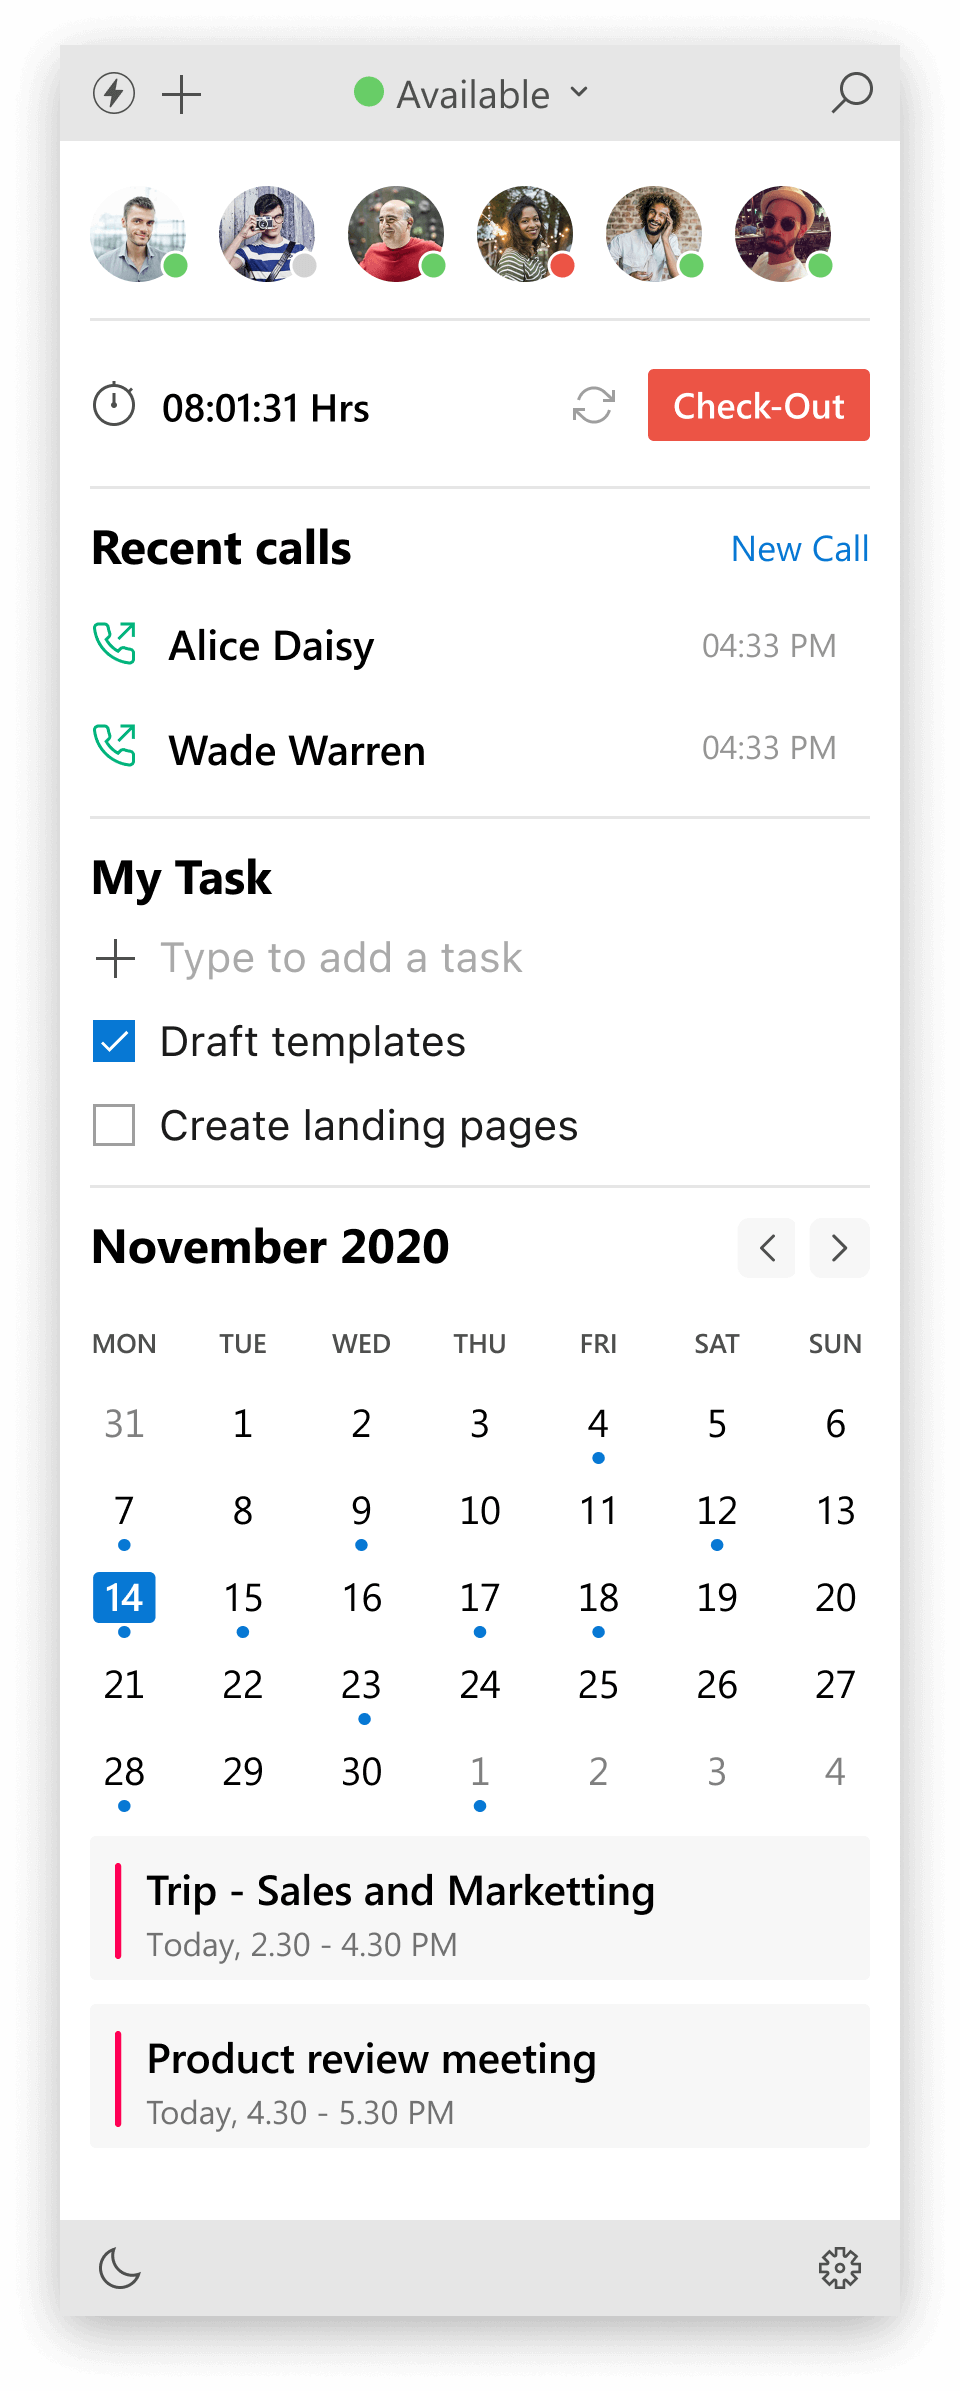 Available
08:01:31 Hrs
Check-Out
Recent calls
New Call
Alice Daisy
04:33 PM
Wade Warren
04:33 PM
My Task
Type to add a task
Draft templates
Create landing pages
November 2020
MON TUE WED THU FRI SAT SUN
31 1 2 3 4 5 6
7 8 9 10 11 12 13
14 15 16 17 18 19 20
21 22 23 24 25 26 27
28 29 30 1 2 3 4
Trip - Sales and Marketting
Today, 2.30 - 4.30 PM
Product review meeting
Today, 4.30 - 5.30 PM